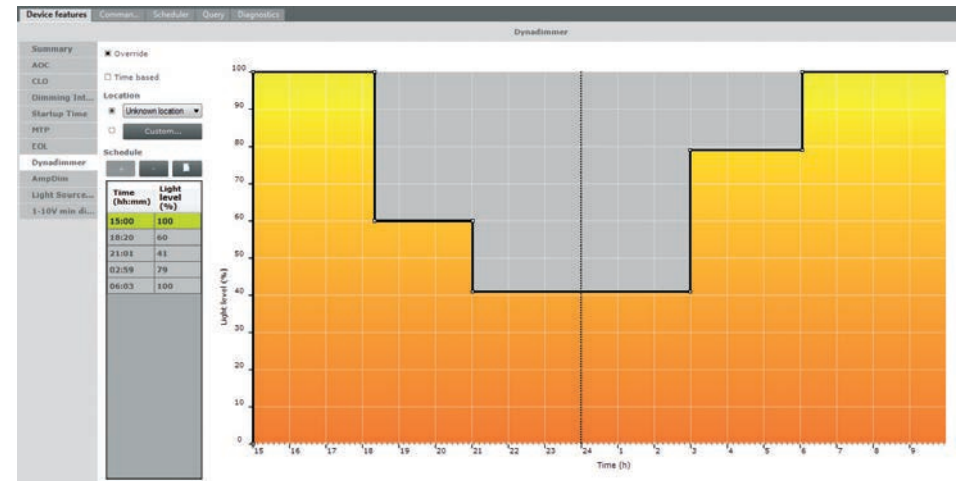 Device features Comman... Scheduler Query Diagnostics
Dynadimmer
Summary
AOC
CLO
Dimming Int...
Startup Time
MTP
EOL
Dynadimmer
AmpDim
Light Source...
1-10V min di...
Override
Time based
Location
Unknown location
Custom...
Schedule
Time (hh:mm) Light level (%)
15:00 100
18:20 60
21:01 41
02:59 79
06:03 100
Light level (%)
100
90
80
70
60
50
40
30
20
10
0
15 16 17 18 19 20 21 22 23 24 1 2 3 4 5 6 7 8 9
Time (h)